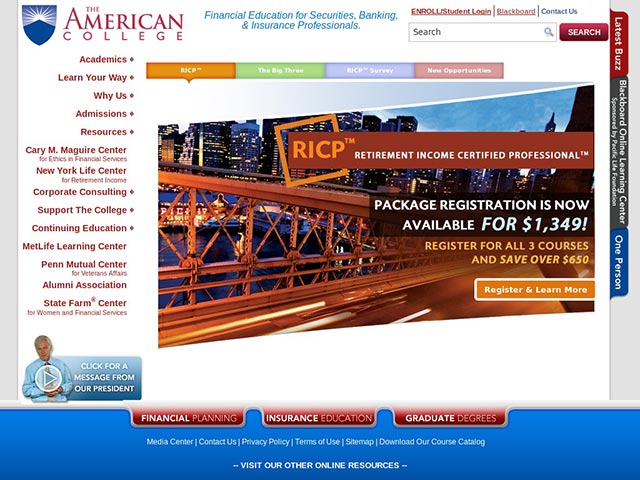 THE
AMERICAN
COLLEGE
Financial Education for Securities, Banking,
& Insurance Professionals.
ENROLL/Student Login | Blackboard | Contact Us
Search
SEARCH
Academics
Learn Your Way
Why Us
Admissions
Resources
Cary M. Maguire Center
for Ethics in Financial Services
New York Life Center
for Retirement Income
Corporate Consulting
Support The College
Continuing Education
MetLife Learning Center
Penn Mutual Center
for Veterans Affairs
Alumni Association
State Farm® Center
for Women and Financial Services
CLICK FOR A
MESSAGE FROM
OUR PRESIDENT
RICP™
The Big Three
RICP™ Survey
New Opportunities
RICP™
RETIREMENT INCOME CERTIFIED PROFESSIONAL™
PACKAGE REGISTRATION IS NOW
AVAILABLE FOR $1,349!
REGISTER FOR ALL 3 COURSES
AND SAVE OVER $650
Register & Learn More
Latest Buzz
Blackboard Online Learning Center
Sponsored by Pacific Life Foundation
One Person
FINANCIAL PLANNING
INSURANCE EDUCATION
GRADUATE DEGREES
Media Center | Contact Us | Privacy Policy | Terms of Use | Sitemap | Download Our Course Catalog
-- VISIT OUR OTHER ONLINE RESOURCES --